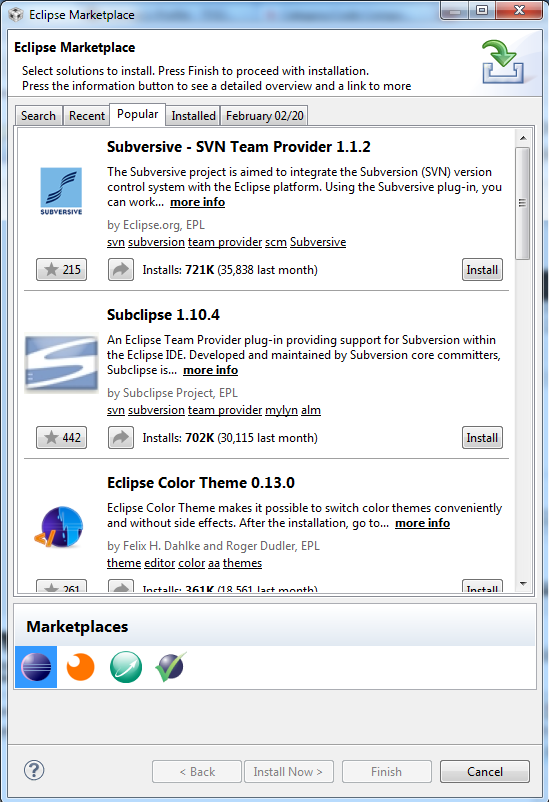 Eclipse Marketplace
Eclipse Marketplace
Select solutions to install. Press Finish to proceed with installation.
Press the information button to see a detailed overview and a link to more
Search Recent Popular Installed February 02/20
Subversive - SVN Team Provider 1.1.2
The Subversive project is aimed to integrate the Subversion (SVN) version
control system with the Eclipse platform. Using the Subversive plug-in, you
can work... more info
SUBVERSIVE
by Eclipse.org, EPL
svn subversion team provider scm Subversive
215 Installs: 721K (35,838 last month) Install
Subclipse 1.10.4
An Eclipse Team Provider plug-in providing support for Subversion within
the Eclipse IDE. Developed and maintained by Subversion core committers,
Subclipse is... more info
by Subclipse Project, EPL
svn subversion team provider mylyn alm
442 Installs: 702K (30,115 last month) Install
Eclipse Color Theme 0.13.0
Eclipse Color Theme makes it possible to switch color themes conveniently
and without side effects. After the installation, go to... more info
by Felix H. Dahlke and Roger Dudler, EPL
theme editor color aa themes
261 Installs: 361K (18,561 last month) Install
Marketplaces
? < Back Install Now > Finish Cancel